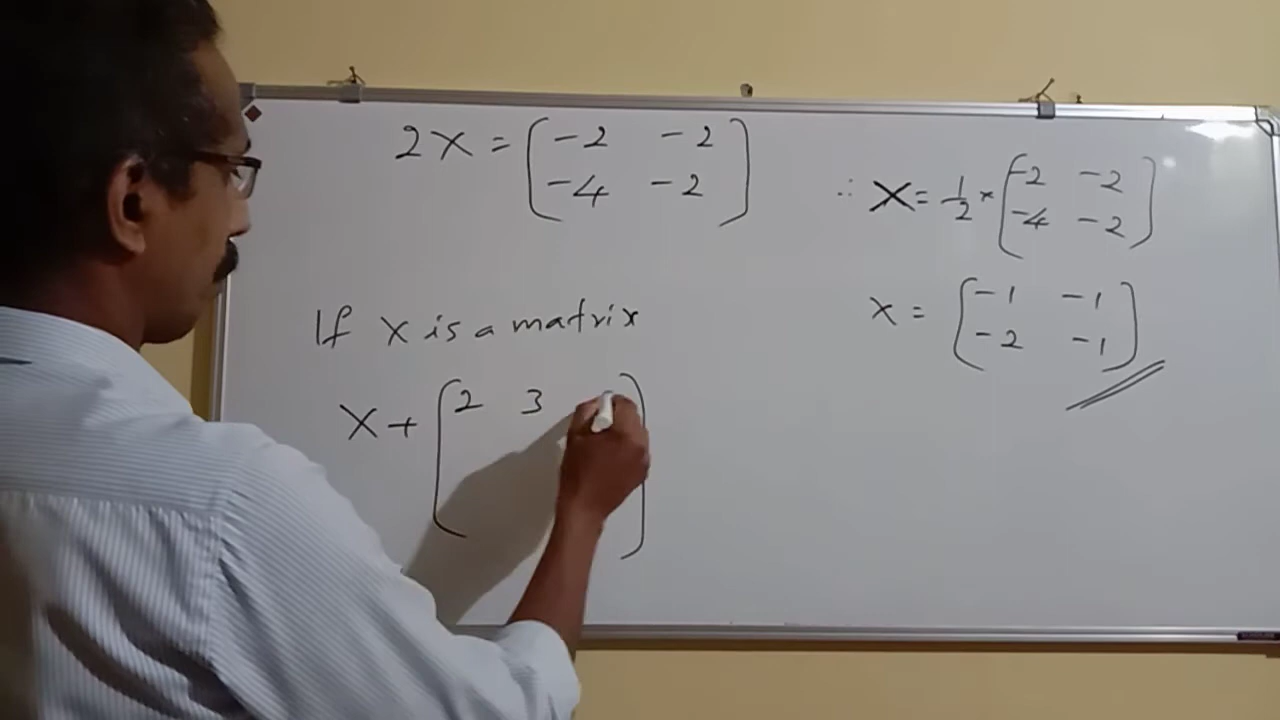 2X = [-2 -2
-4 -2]
∴ X = 1/2 × [-2 -2
-4 -2]
X = [-1 -1
-2 -1]
If X is a matrix
X + [2 3